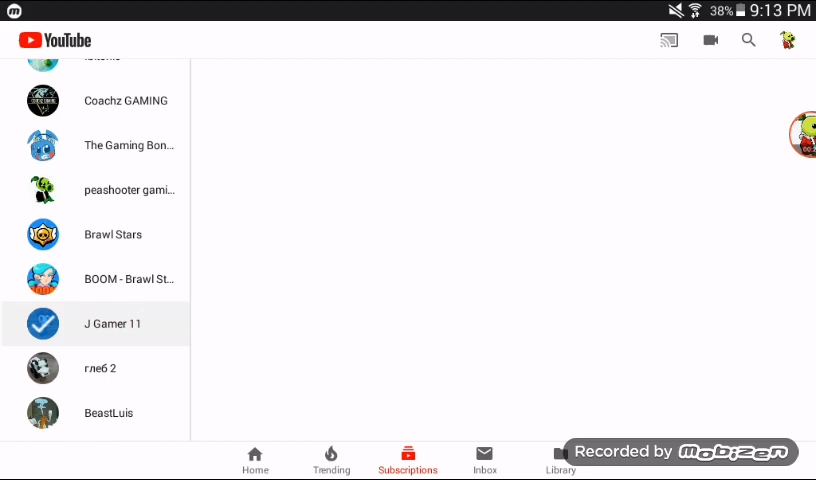 38% 9:13 PM
YouTube
Coachz GAMING
The Gaming Bon...
peashooter gami...
Brawl Stars
BOOM - Brawl St...
J Gamer 11
глеб 2
BeastLuis
Home
Trending
Subscriptions
Inbox
Library
Recorded by mobizen